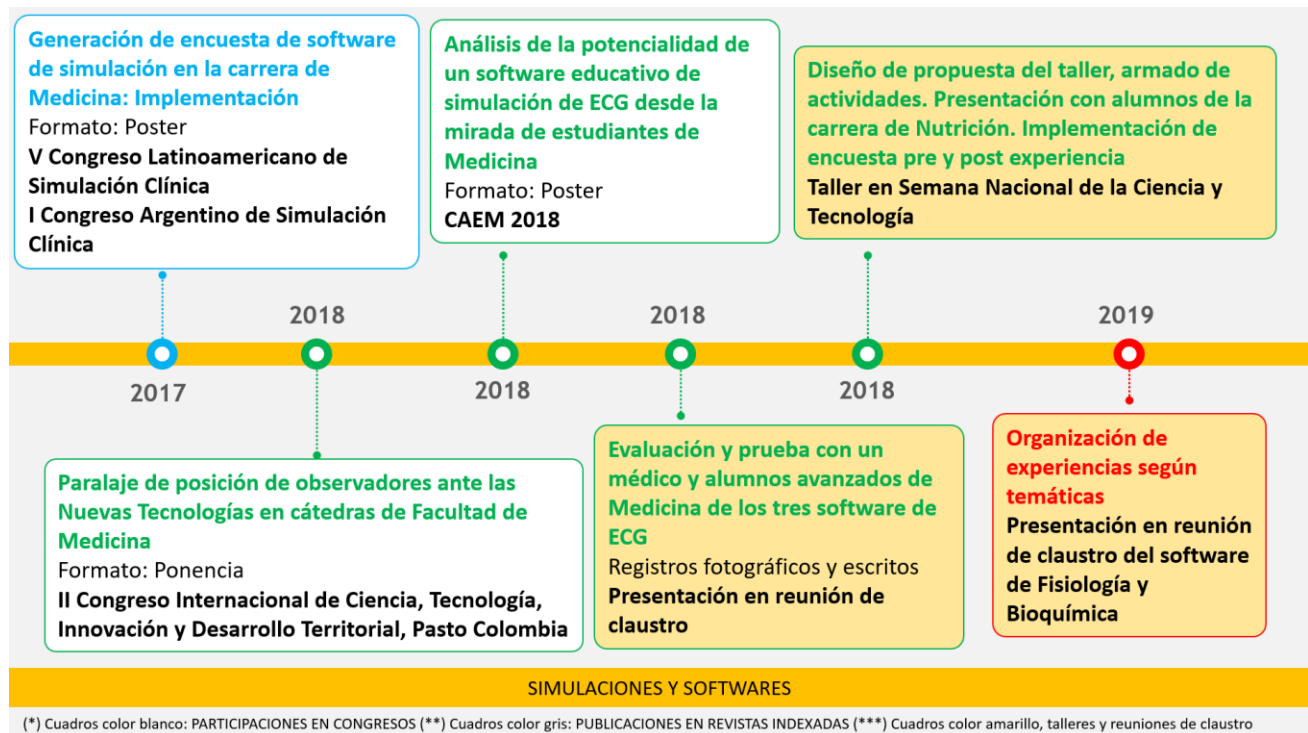 Generación de encuesta de software
de simulación en la carrera de
Medicina: Implementación
Formato: Poster
V Congreso Latinoamericano de
Simulación Clínica
I Congreso Argentino de Simulación
Clínica
Análisis de la potencialidad de
un software educativo de
simulación de ECG desde la
mirada de estudiantes de
Medicina
Formato: Poster
CAEM 2018
Diseño de propuesta del taller, armado de
actividades. Presentación con alumnos de la
carrera de Nutrición. Implementación de
encuesta pre y post experiencia
Taller en Semana Nacional de la Ciencia y
Tecnología
2018
2018
2019
2017
2018
2018
Paralaje de posición de observadores ante las
Nuevas Tecnologías en cátedras de Facultad de
Medicina
Formato: Ponencia
II Congreso Internacional de Ciencia, Tecnología,
Innovación y Desarrollo Territorial, Pasto Colombia
Evaluación y prueba con un
médico y alumnos avanzados de
Medicina de los tres software de
ECG
Registros fotográficos y escritos
Presentación en reunión de
claustro
Organización de
experiencias según
temáticas
Presentación en reunión
de claustro del software
de Fisiología y
Bioquímica
SIMULACIONES Y SOFTWARES
(*) Cuadros color blanco: PARTICIPACIONES EN CONGRESOS (**) Cuadros color gris: PUBLICACIONES EN REVISTAS INDEXADAS (***) Cuadros color amarillo, talleres y reuniones de claustro